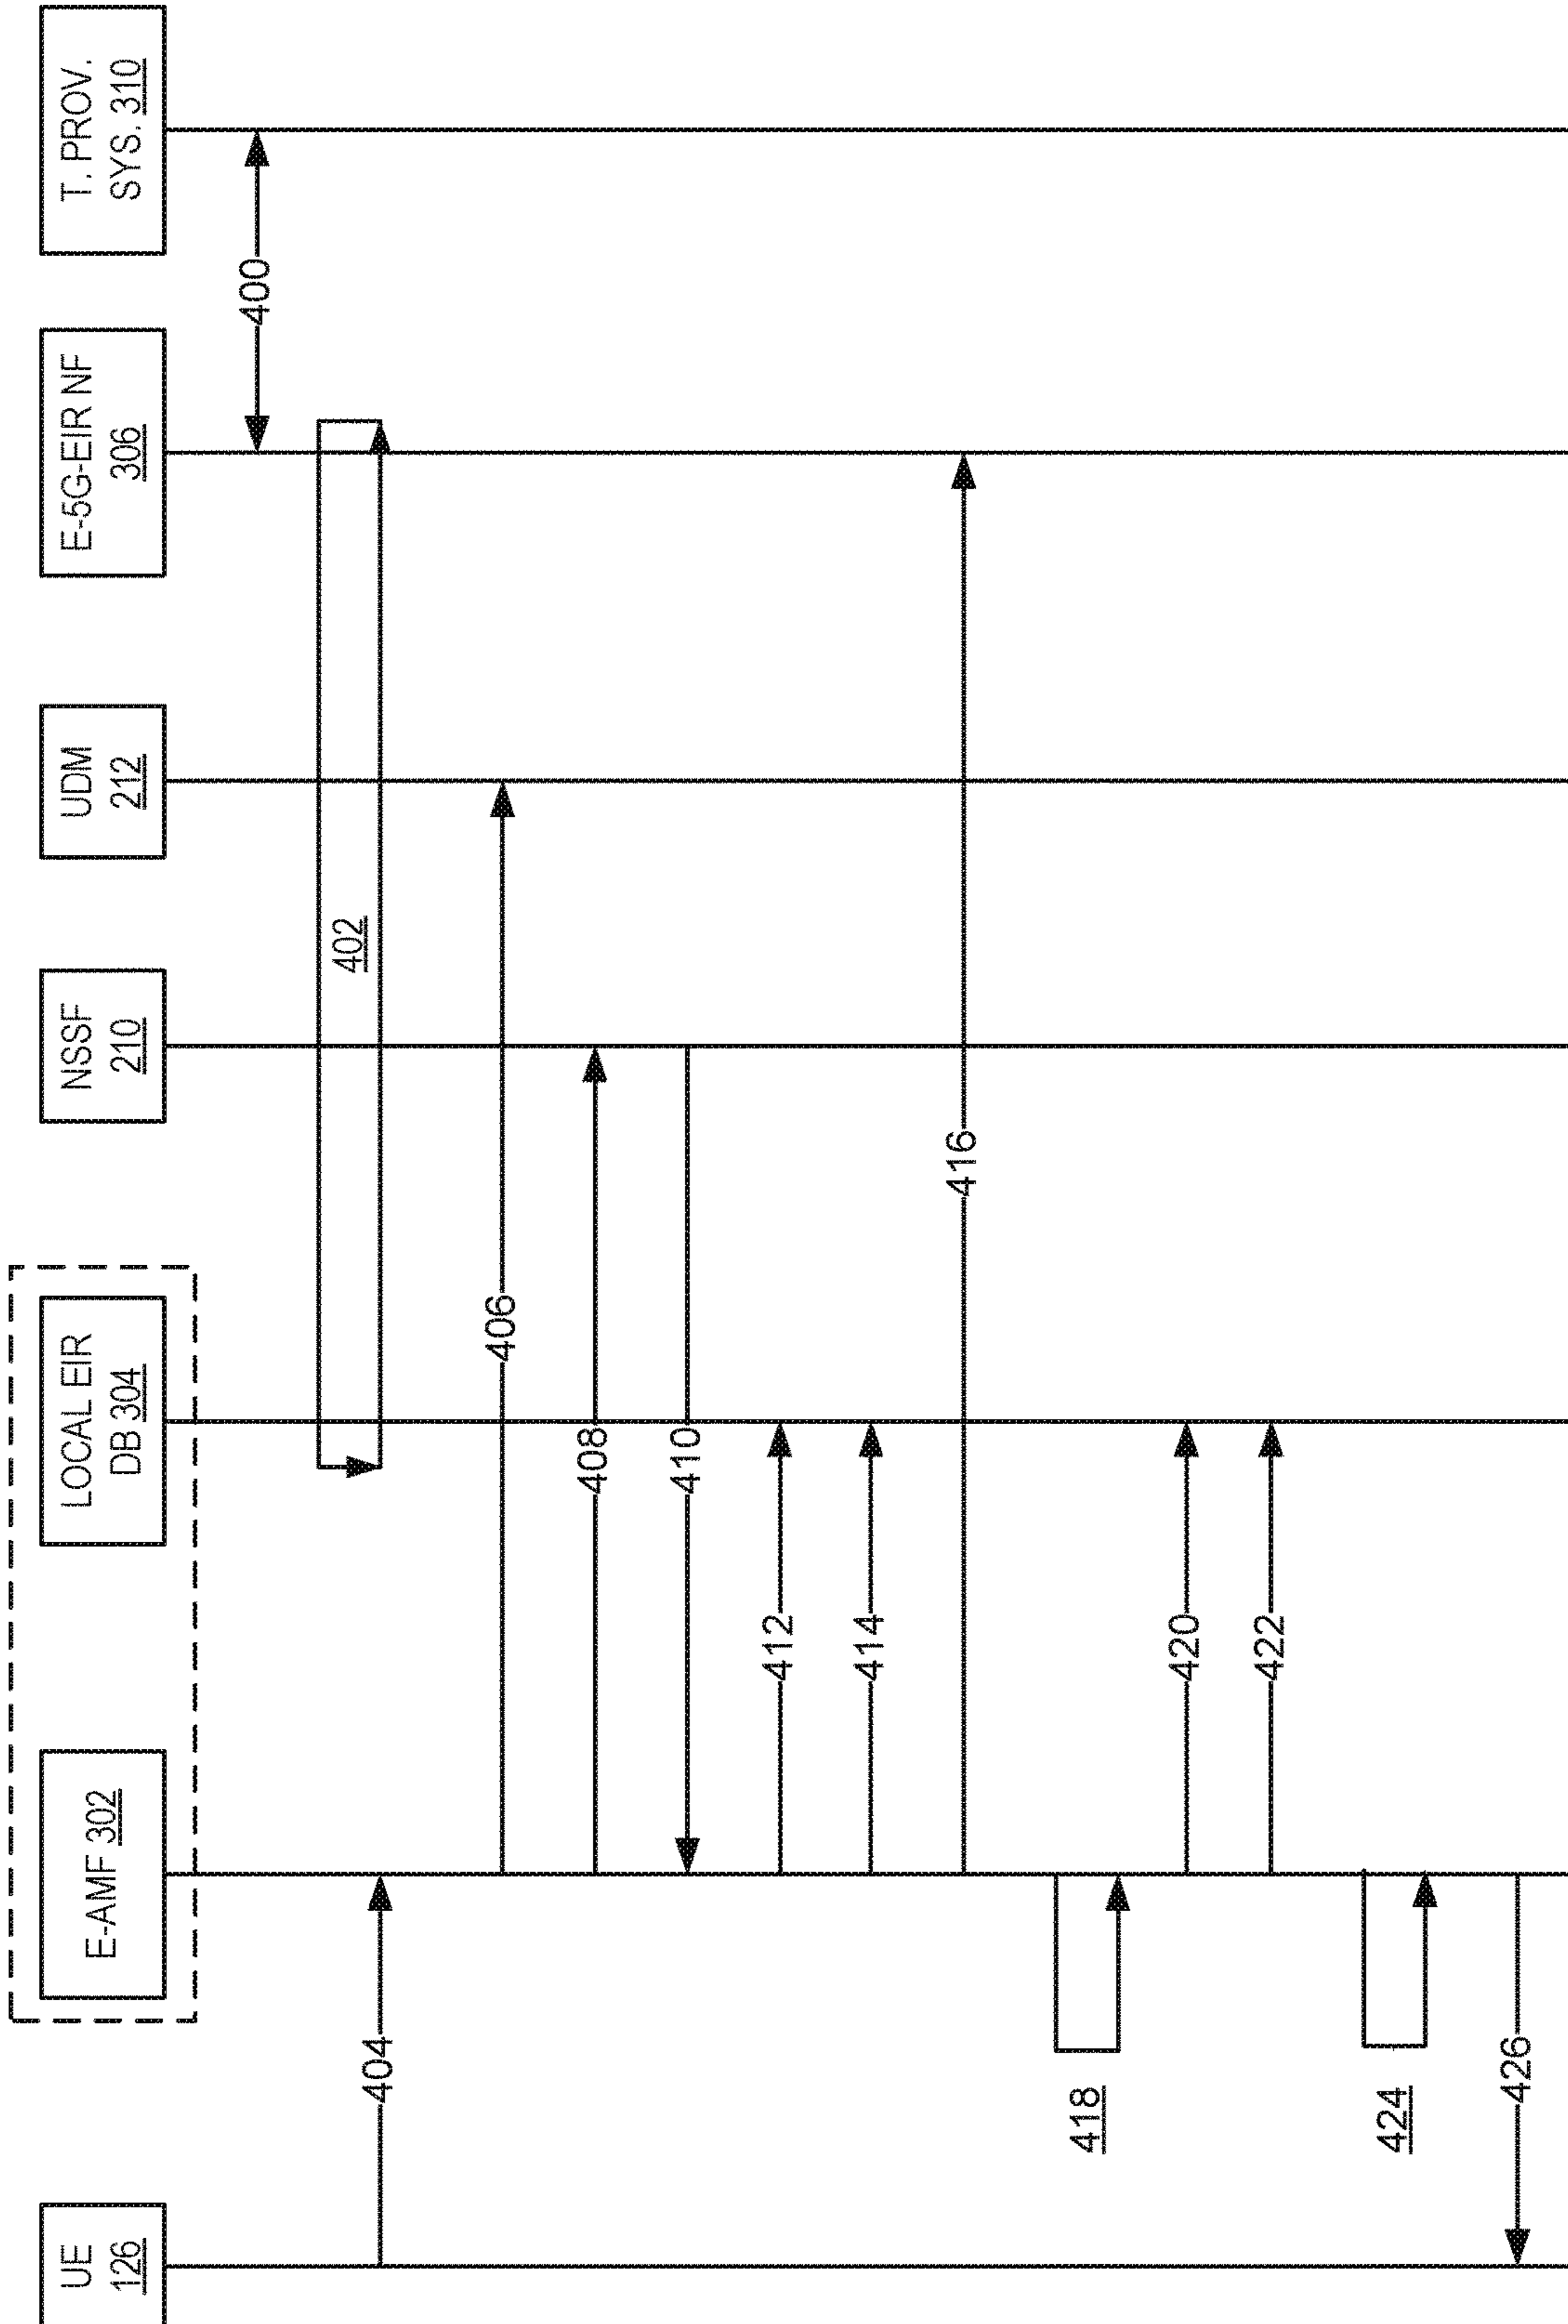 UE
126
E-AMF 302
LOCAL EIR
DB 304
NSSF
210
UDM
212
E-5G-EIR NF
306
T. PROV.
SYS. 310
400
402
404
406
408
410
412
414
416
418
420
422
424
426